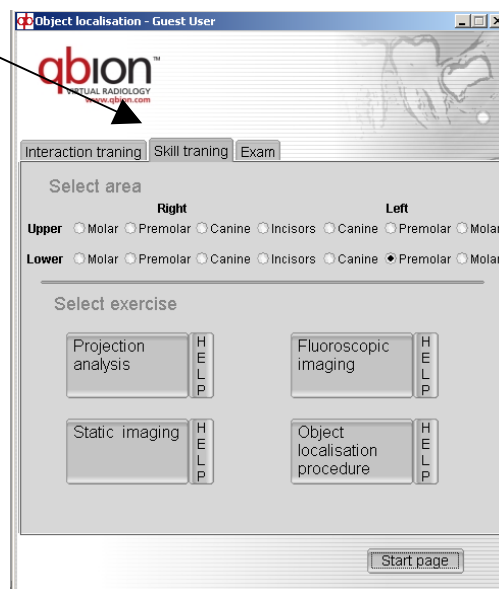 Object localisation - Guest User
qbion™
VIRTUAL RADIOLOGY
www.qbion.com
Interaction traning Skill traning Exam
Select area
Right Left
Upper Molar Premolar Canine Incisors Canine Premolar Molar
Lower Molar Premolar Canine Incisors Canine Premolar Molar
Select exercise
Projection analysis HELP Fluoroscopic imaging HELP
Static imaging HELP Object localisation procedure HELP
Start page